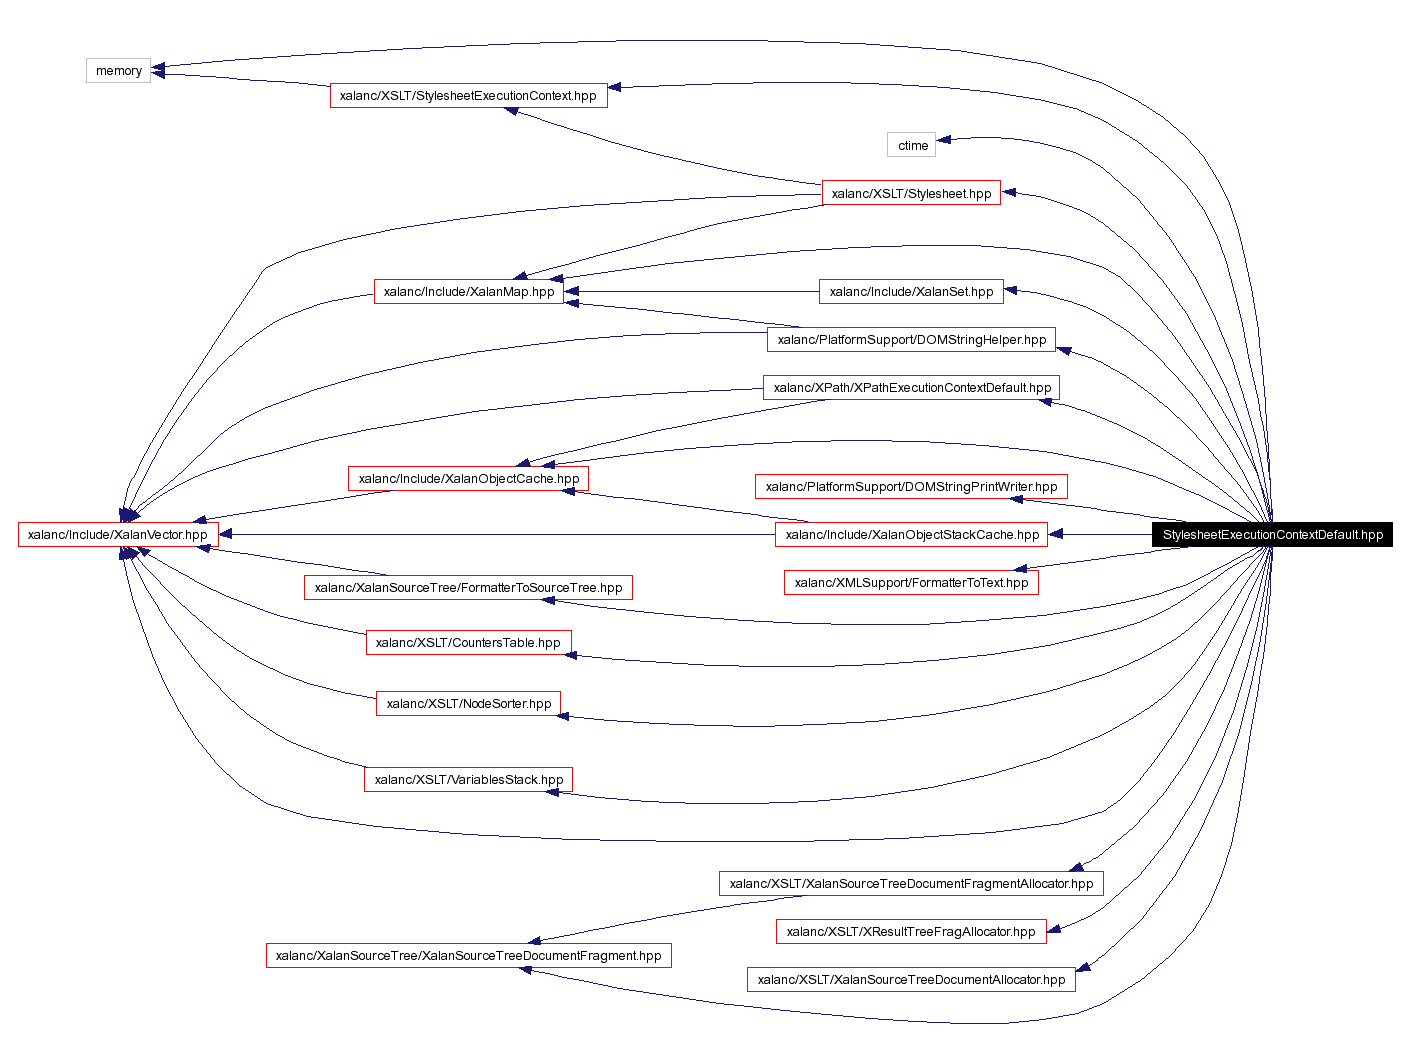 memory
xalanc/XSLT/StylesheetExecutionContext.hpp
ctime
xalanc/XSLT/Stylesheet.hpp
xalanc/Include/XalanMap.hpp
xalanc/Include/XalanSet.hpp
xalanc/PlatformSupport/DOMStringHelper.hpp
xalanc/XPath/XPathExecutionContextDefault.hpp
xalanc/Include/XalanObjectCache.hpp
xalanc/PlatformSupport/DOMStringPrintWriter.hpp
xalanc/Include/XalanVector.hpp
xalanc/Include/XalanObjectStackCache.hpp
StylesheetExecutionContextDefault.hpp
xalanc/XalanSourceTree/FormatterToSourceTree.hpp
xalanc/XMLSupport/FormatterToText.hpp
xalanc/XSLT/CountersTable.hpp
xalanc/XSLT/NodeSorter.hpp
xalanc/XSLT/VariablesStack.hpp
xalanc/XSLT/XalanSourceTreeDocumentFragmentAllocator.hpp
xalanc/XSLT/XResultTreeFragAllocator.hpp
xalanc/XalanSourceTree/XalanSourceTreeDocumentFragment.hpp
xalanc/XSLT/XalanSourceTreeDocumentAllocator.hpp